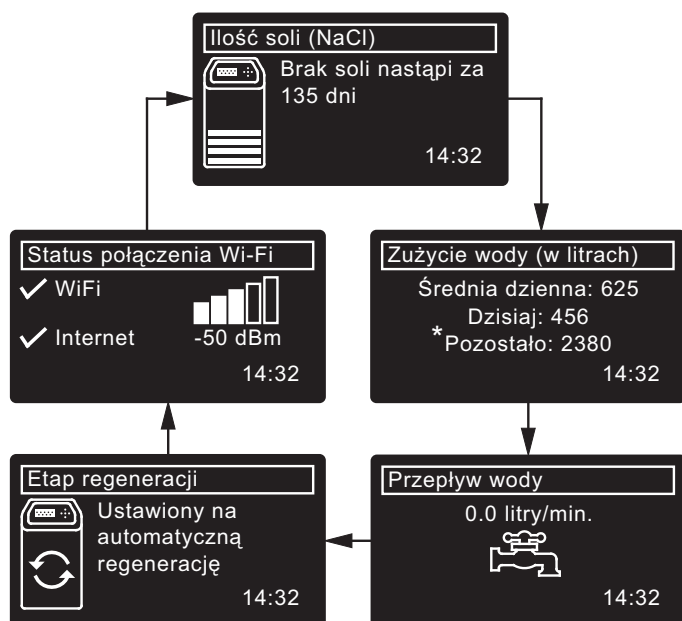 Ilość soli (NaCl)
Brak soli nastąpi za
135 dni
14:32
Status połączenia Wi-Fi
WiFi
Internet
-50 dBm
14:32
Zużycie wody (w litrach)
Średnia dzienna: 625
Dzisiaj: 456
*Pozostało: 2380
14:32
Etap regeneracji
Ustawiony na
automatyczną
regenerację
14:32
Przepływ wody
0.0 litry/min.
14:32